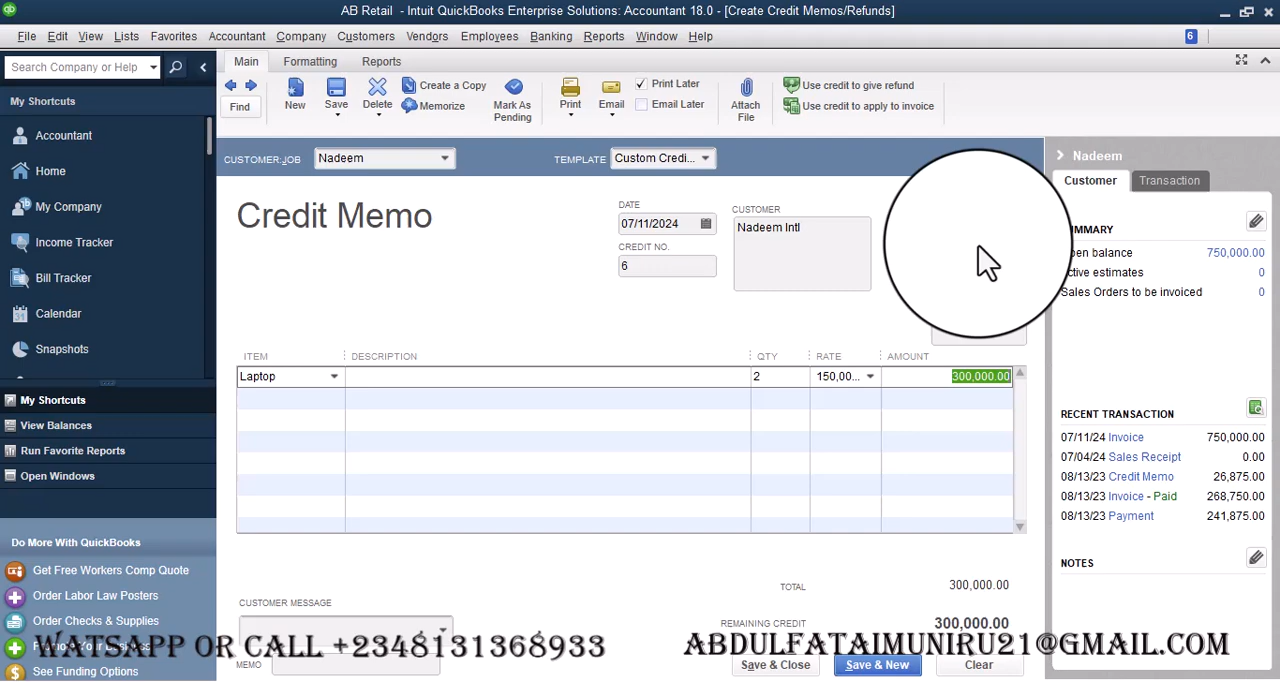 AB Retail - Intuit QuickBooks Enterprise Solutions: Accountant 18.0 - [Create Credit Memos/Refunds]
File Edit View Lists Favorites Accountant Company Customers Vendors Employees Banking Reports Window Help 6
Search Company or Help
Main Formatting Reports
Find
New
Save
Delete
Create a Copy
Memorize
Mark As
Pending
Print
Email
Print Later
Email Later
Attach
File
Use credit to give refund
Use credit to apply to invoice
My Shortcuts
Accountant
Home
My Company
Income Tracker
Bill Tracker
Calendar
Snapshots
My Shortcuts
View Balances
Run Favorite Reports
Open Windows
Do More With QuickBooks
Get Free Workers Comp Quote
Order Labor Law Posters
Order Checks & Supplies
See Funding Options
CUSTOMER:JOB Nadeem TEMPLATE Custom Credi...
Credit Memo
DATE
07/11/2024
CREDIT NO.
6
CUSTOMER
Nadeem Intl
ITEM DESCRIPTION QTY RATE AMOUNT
Laptop 2 150,00... 300,000.00
TOTAL 300,000.00
CUSTOMER MESSAGE
REMAINING CREDIT 300,000.00
MEMO
Save & Close Save & New Clear
Nadeem
Customer Transaction
UMMARY
pen balance 750,000.00
ctive estimates 0
Sales Orders to be invoiced 0
RECENT TRANSACTION
07/11/24 Invoice 750,000.00
07/04/24 Sales Receipt 0.00
08/13/23 Credit Memo 26,875.00
08/13/23 Invoice - Paid 268,750.00
08/13/23 Payment 241,875.00
NOTES
WATSAPP OR CALL +2348131368933
ABDULFATAIMUNIRU21@GMAIL.COM